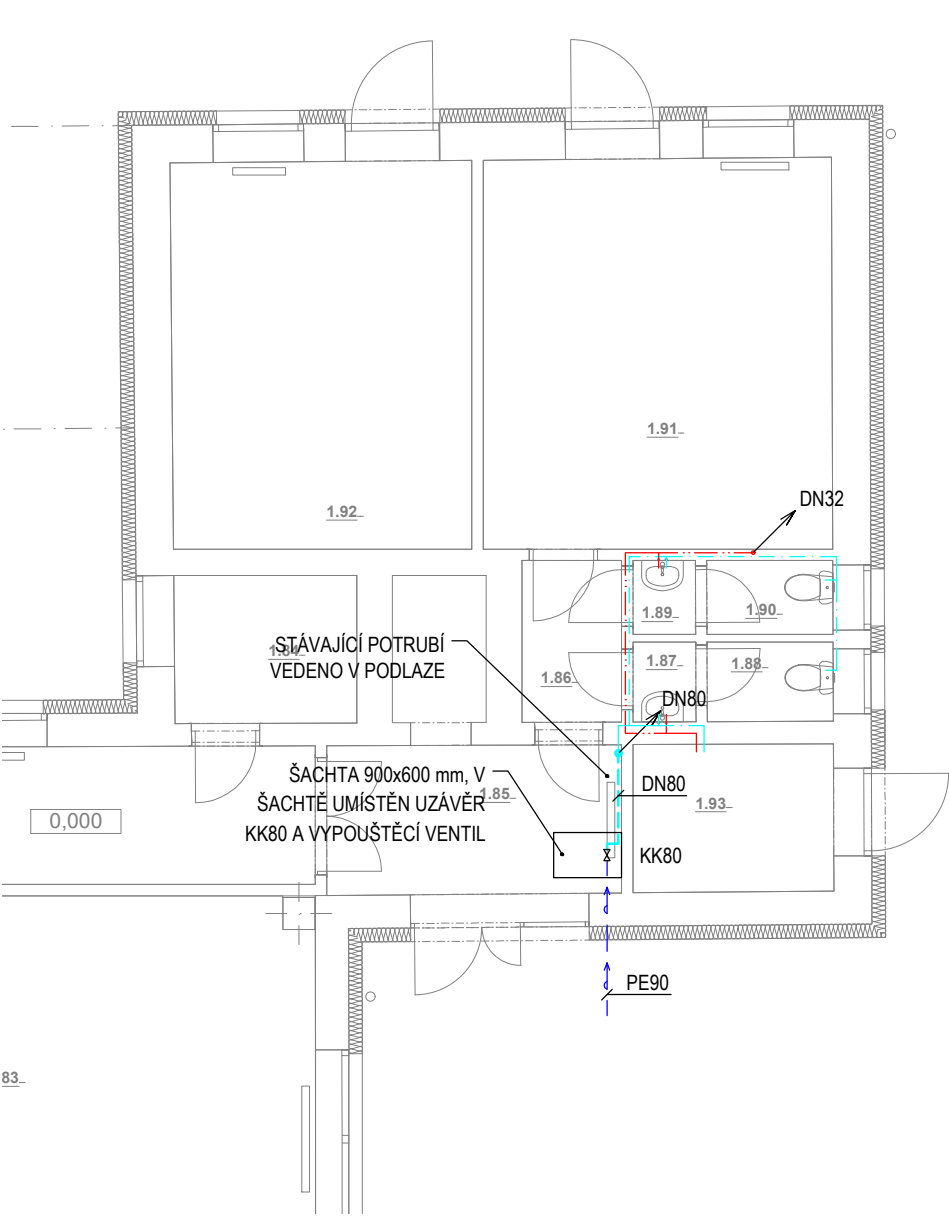 1.91
1.92
DN32
1.89
1.90
STÁVAJÍCÍ POTRUBÍ
VEDENO V PODLAZE
1.84
1.86
1.87
1.88
DN80
ŠACHTA 900x600 mm, V
ŠACHTĚ UMÍSTĚN UZÁVĚR
KK80 A VYPOUŠTĚCÍ VENTIL
1.85
DN80
1.93
0,000
KK80
PE90
83